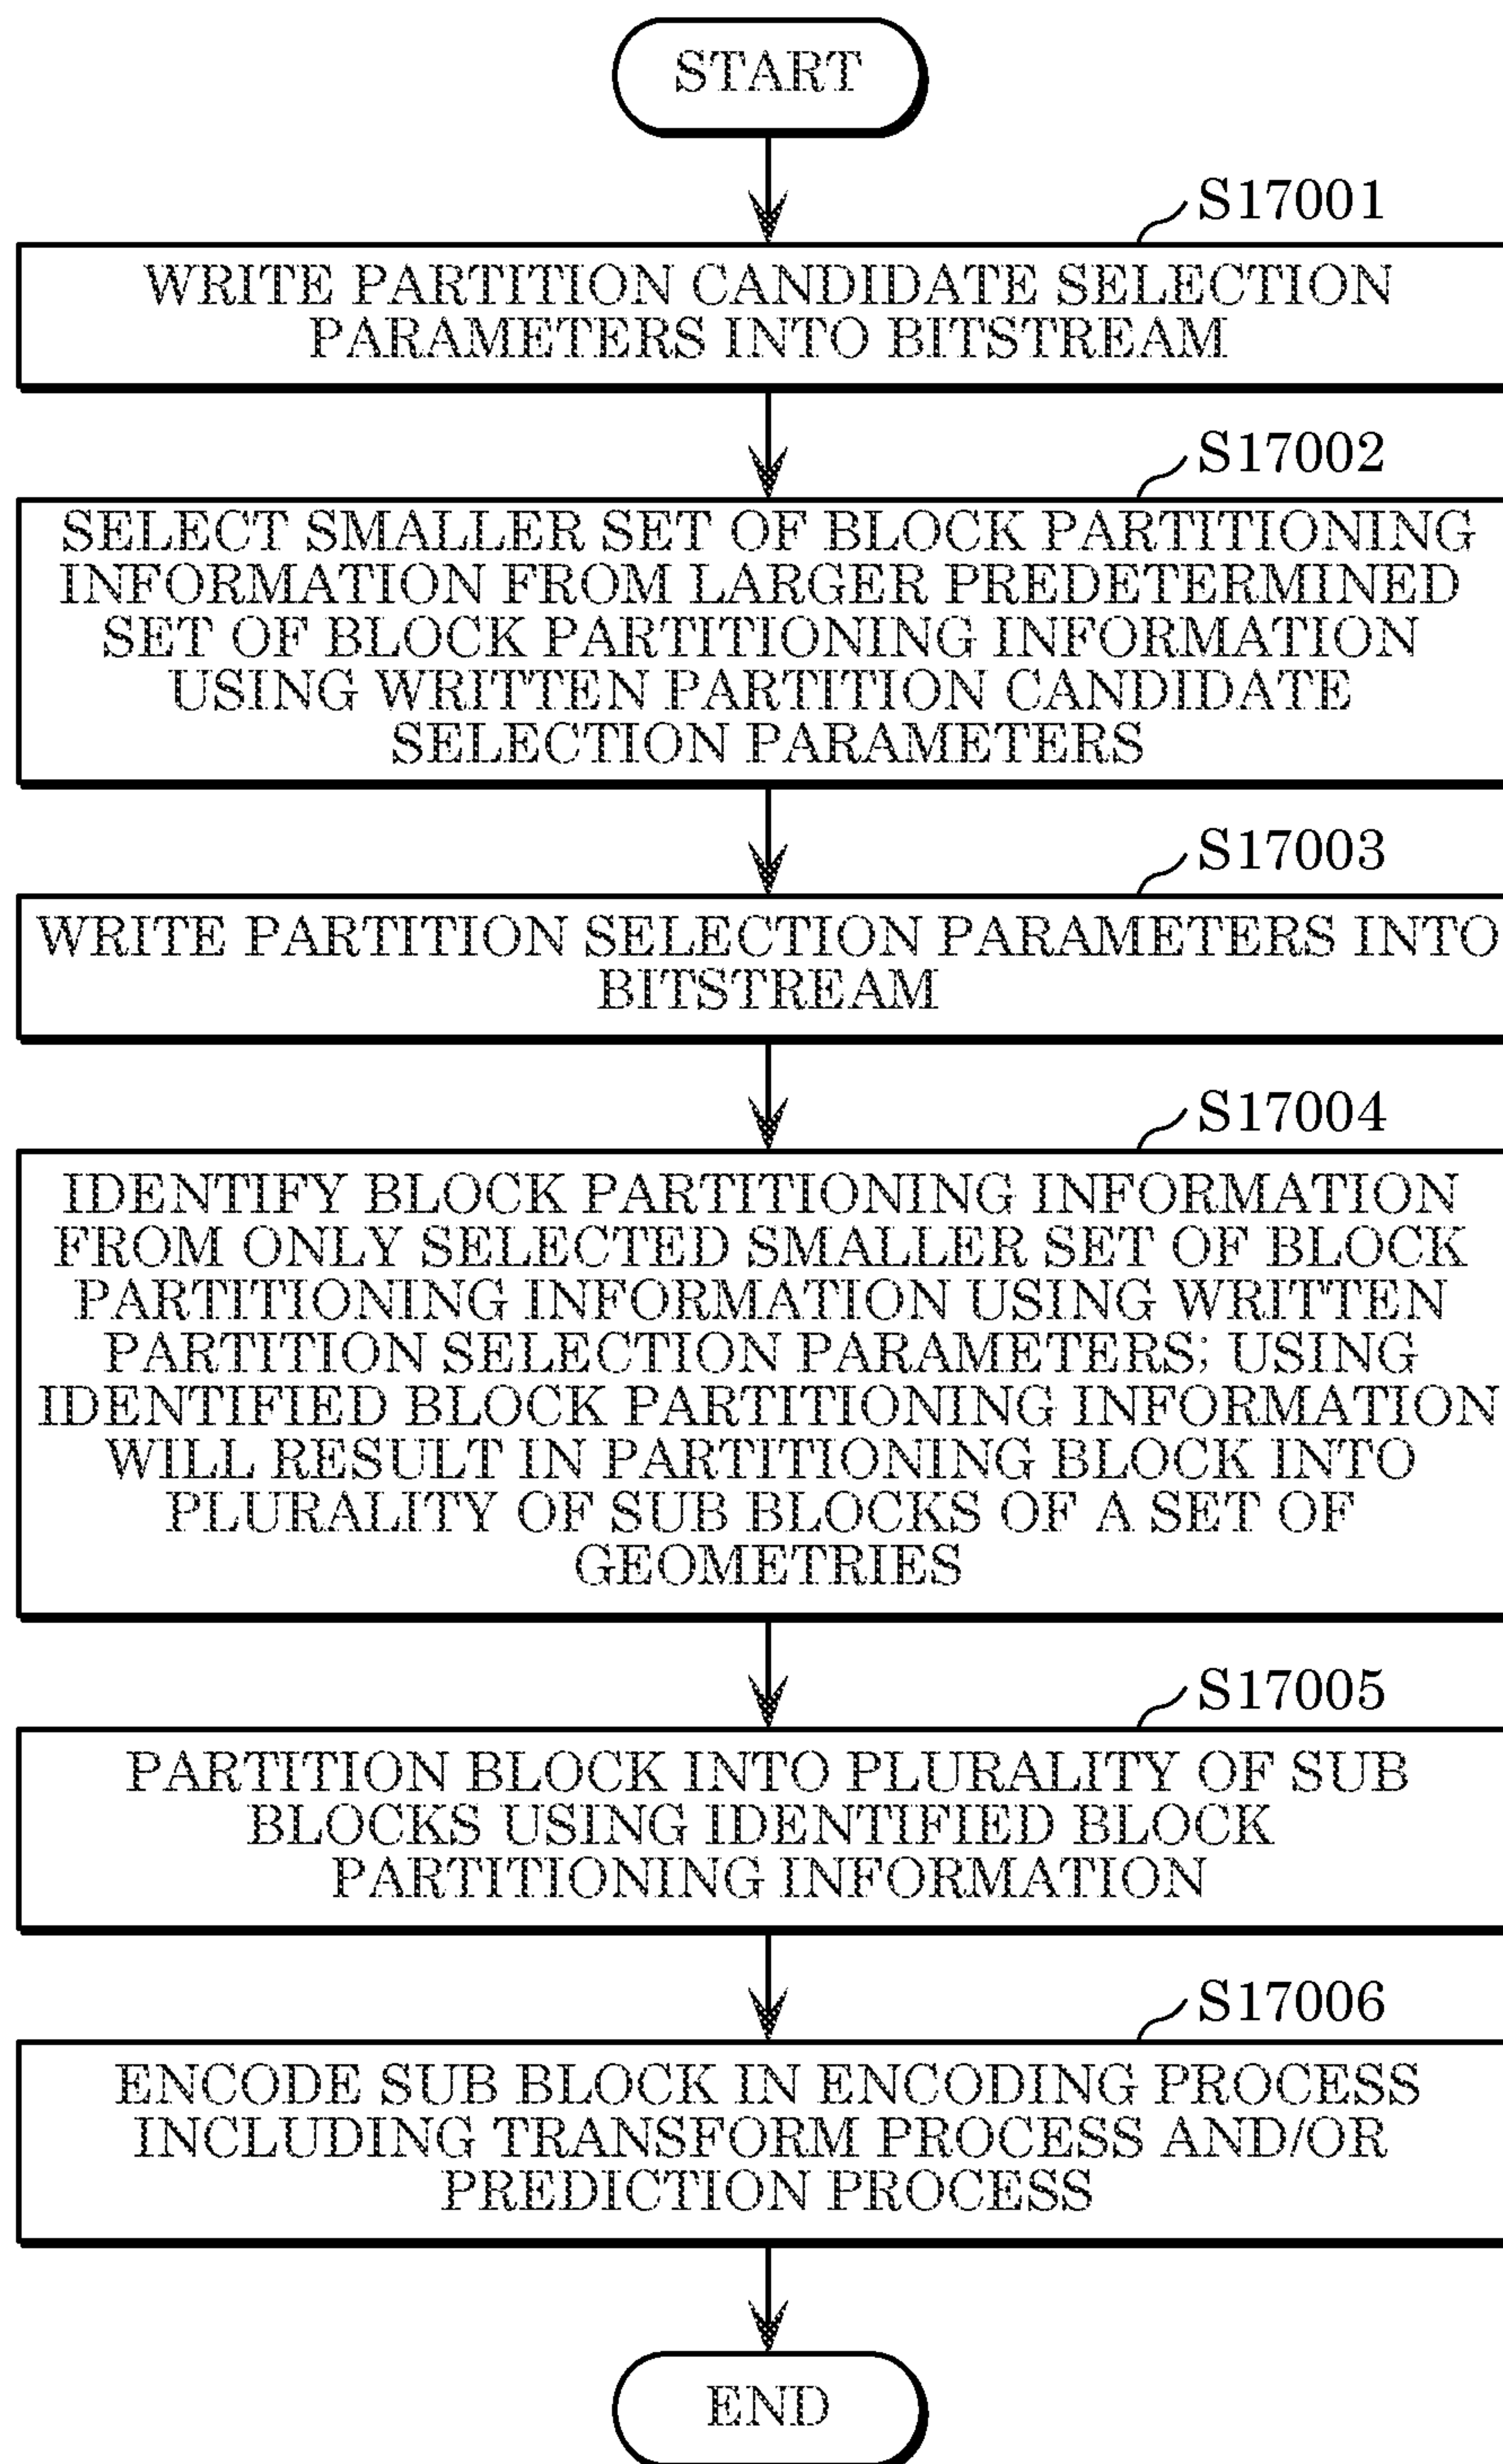 START
S17001
WRITE PARTITION CANDIDATE SELECTION
PARAMETERS INTO BITSTREAM
S17002
SELECT SMALLER SET OF BLOCK PARTITIONING
INFORMATION FROM LARGER PREDETERMINED
SET OF BLOCK PARTITIONING INFORMATION
USING WRITTEN PARTITION CANDIDATE
SELECTION PARAMETERS
S17003
WRITE PARTITION SELECTION PARAMETERS INTO
BITSTREAM
S17004
IDENTIFY BLOCK PARTITIONING INFORMATION
FROM ONLY SELECTED SMALLER SET OF BLOCK
PARTITIONING INFORMATION USING WRITTEN
PARTITION SELECTION PARAMETERS; USING
IDENTIFIED BLOCK PARTITIONING INFORMATION
WILL RESULT IN PARTITIONING BLOCK INTO
PLURALITY OF SUB BLOCKS OF A SET OF
GEOMETRIES
S17005
PARTITION BLOCK INTO PLURALITY OF SUB
BLOCKS USING IDENTIFIED BLOCK
PARTITIONING INFORMATION
S17006
ENCODE SUB BLOCK IN ENCODING PROCESS
INCLUDING TRANSFORM PROCESS AND/OR
PREDICTION PROCESS
END